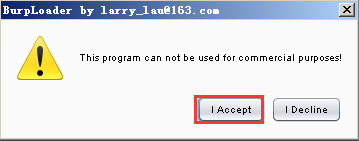 BurpLoader by larry_lau@163.com
This program can not be used for commercial purposes!
I Accept
I Decline